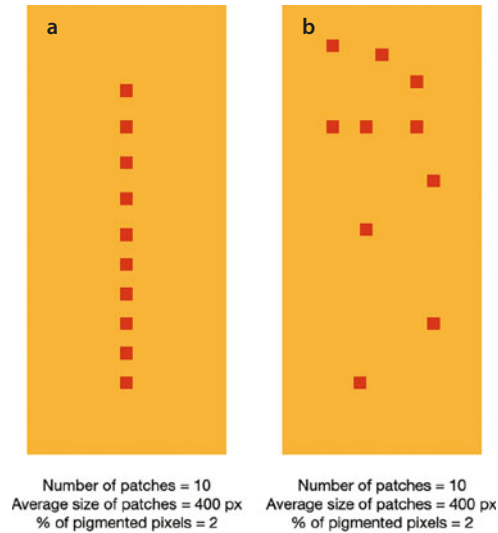 a
b
Number of patches = 10
Average size of patches = 400 px
% of pigmented pixels = 2
Number of patches = 10
Average size of patches = 400 px
% of pigmented pixels = 2